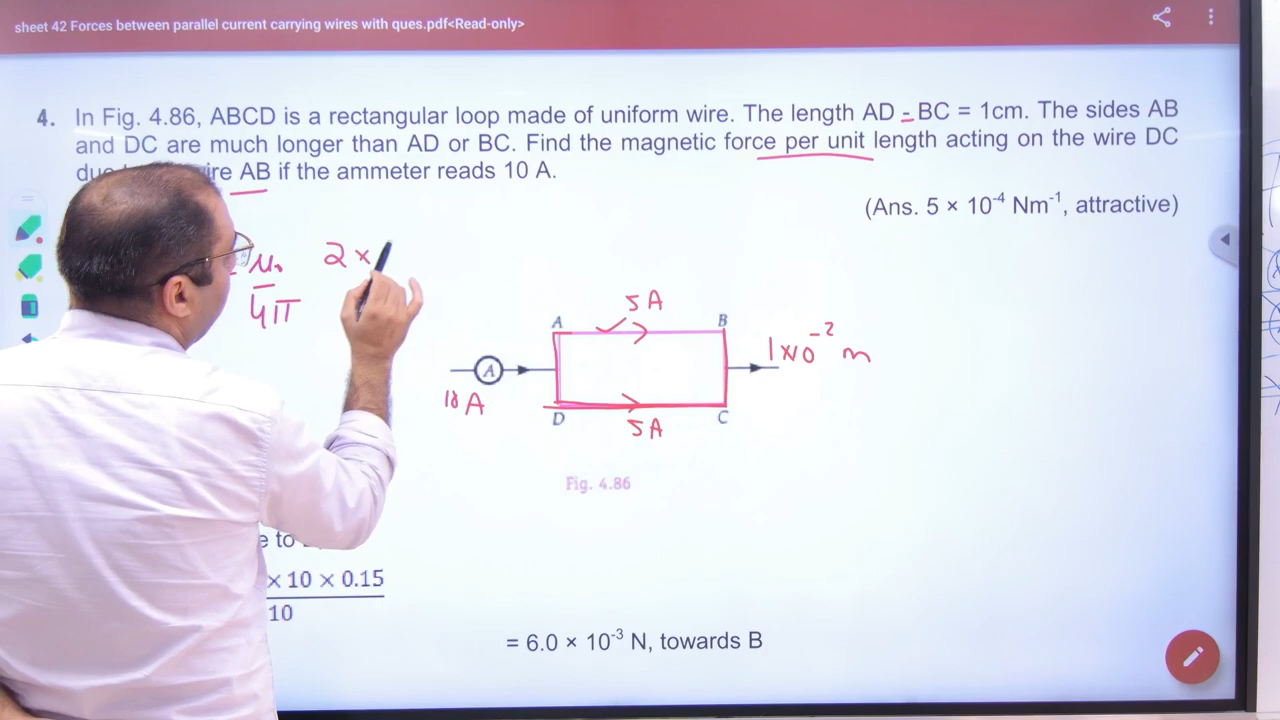 sheet 42 Forces between parallel current carrying wires with ques.pdf<Read-only>
4. In Fig. 4.86, ABCD is a rectangular loop made of uniform wire. The length AD - BC = 1cm. The sides AB
and DC are much longer than AD or BC. Find the magnetic force per unit length acting on the wire DC
AB if the ammeter reads 10 A.
(Ans. 5 × 10⁻⁴ Nm⁻¹, attractive)
μ₀ 2 ×
4π
5 A
A B
1×10⁻² m
A
10 A
D C
5A
Fig. 4.86
e to
× 10 × 0.15
10
= 6.0 × 10⁻³ N, towards B